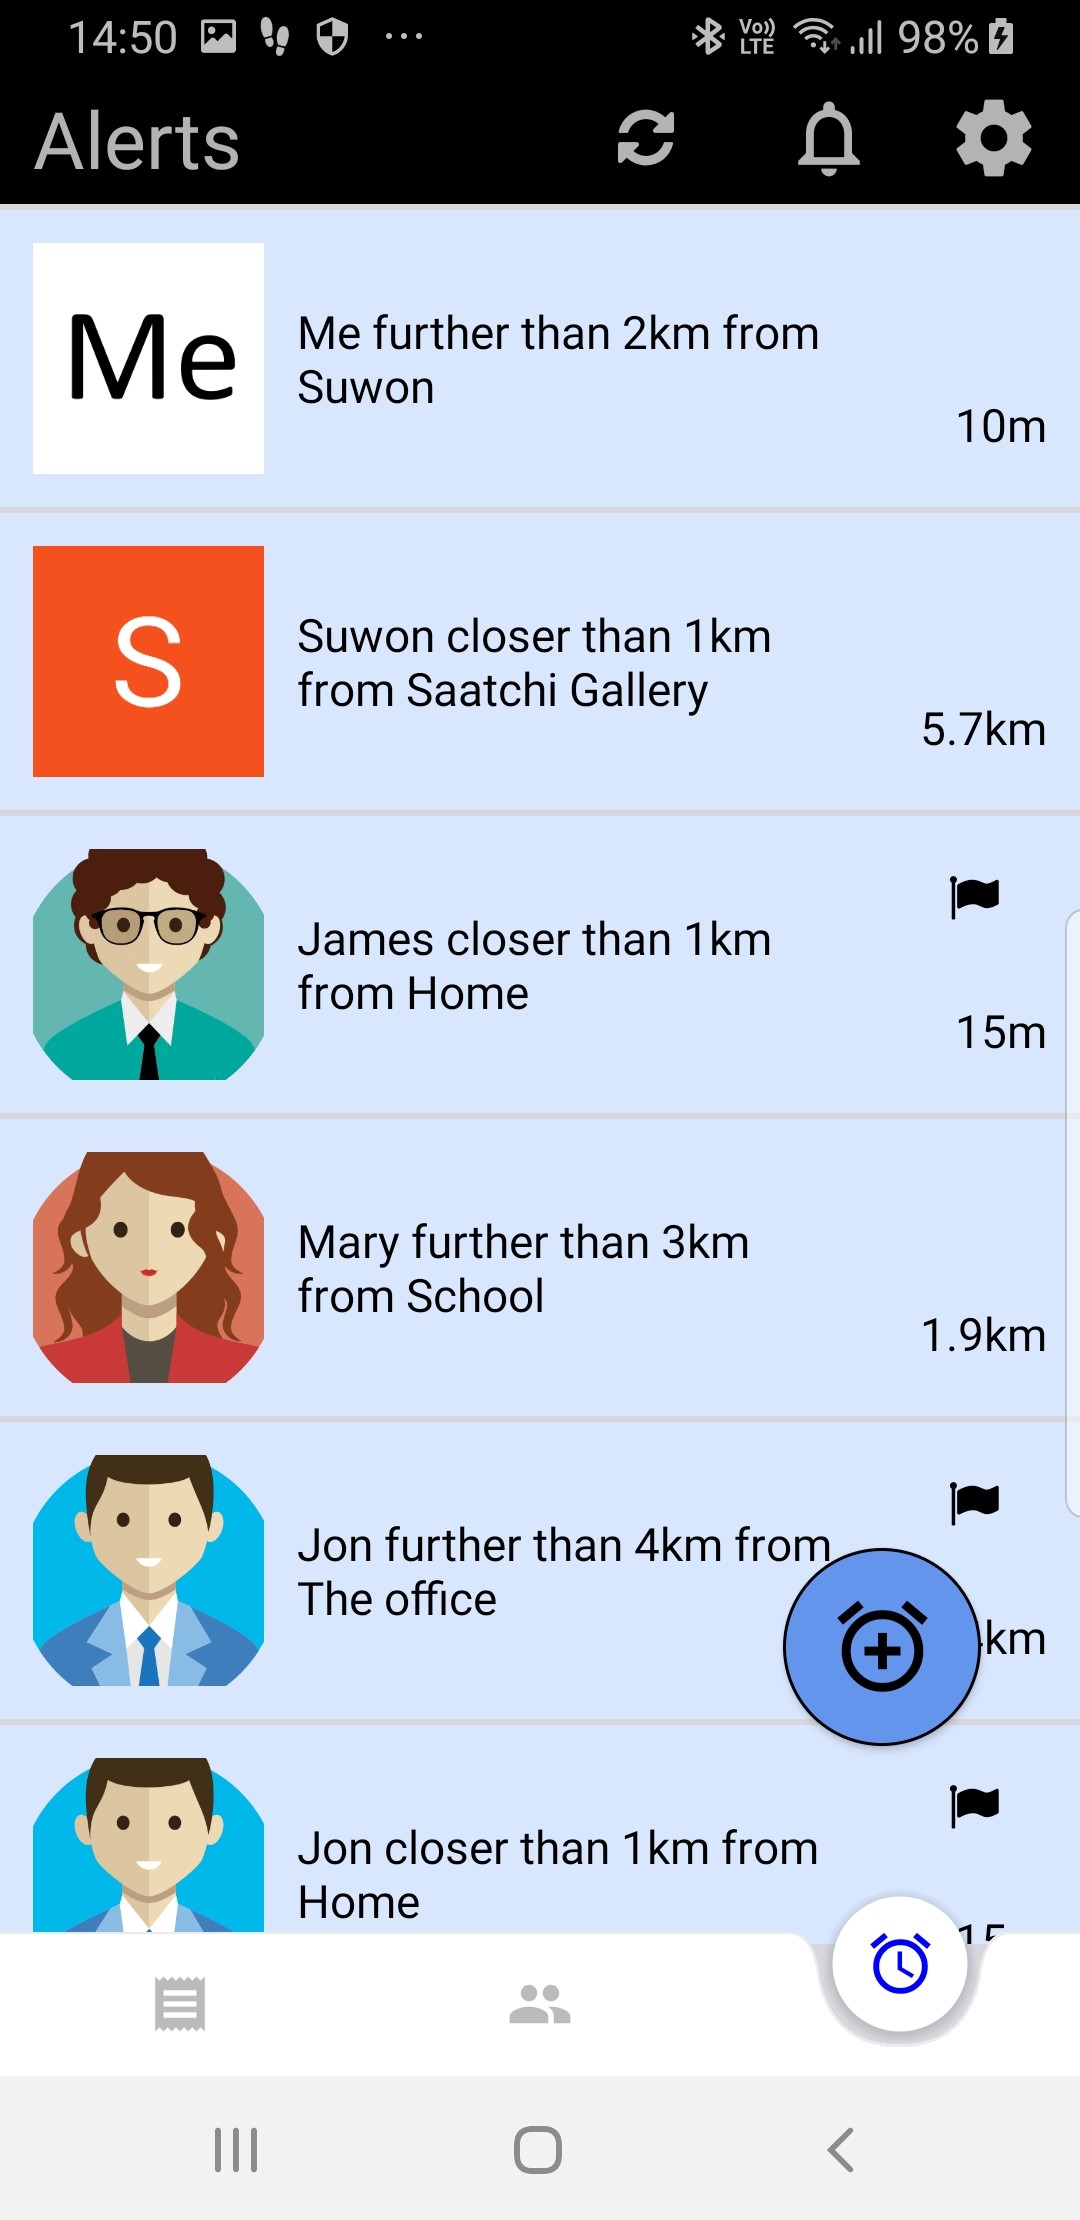 14:50
Vo)) LTE
98%
Alerts
Me
Me further than 2km from
Suwon
10m
S
Suwon closer than 1km
from Saatchi Gallery
5.7km
James closer than 1km
from Home
15m
Mary further than 3km
from School
1.9km
Jon further than 4km from
The office
km
Jon closer than 1km from
Home